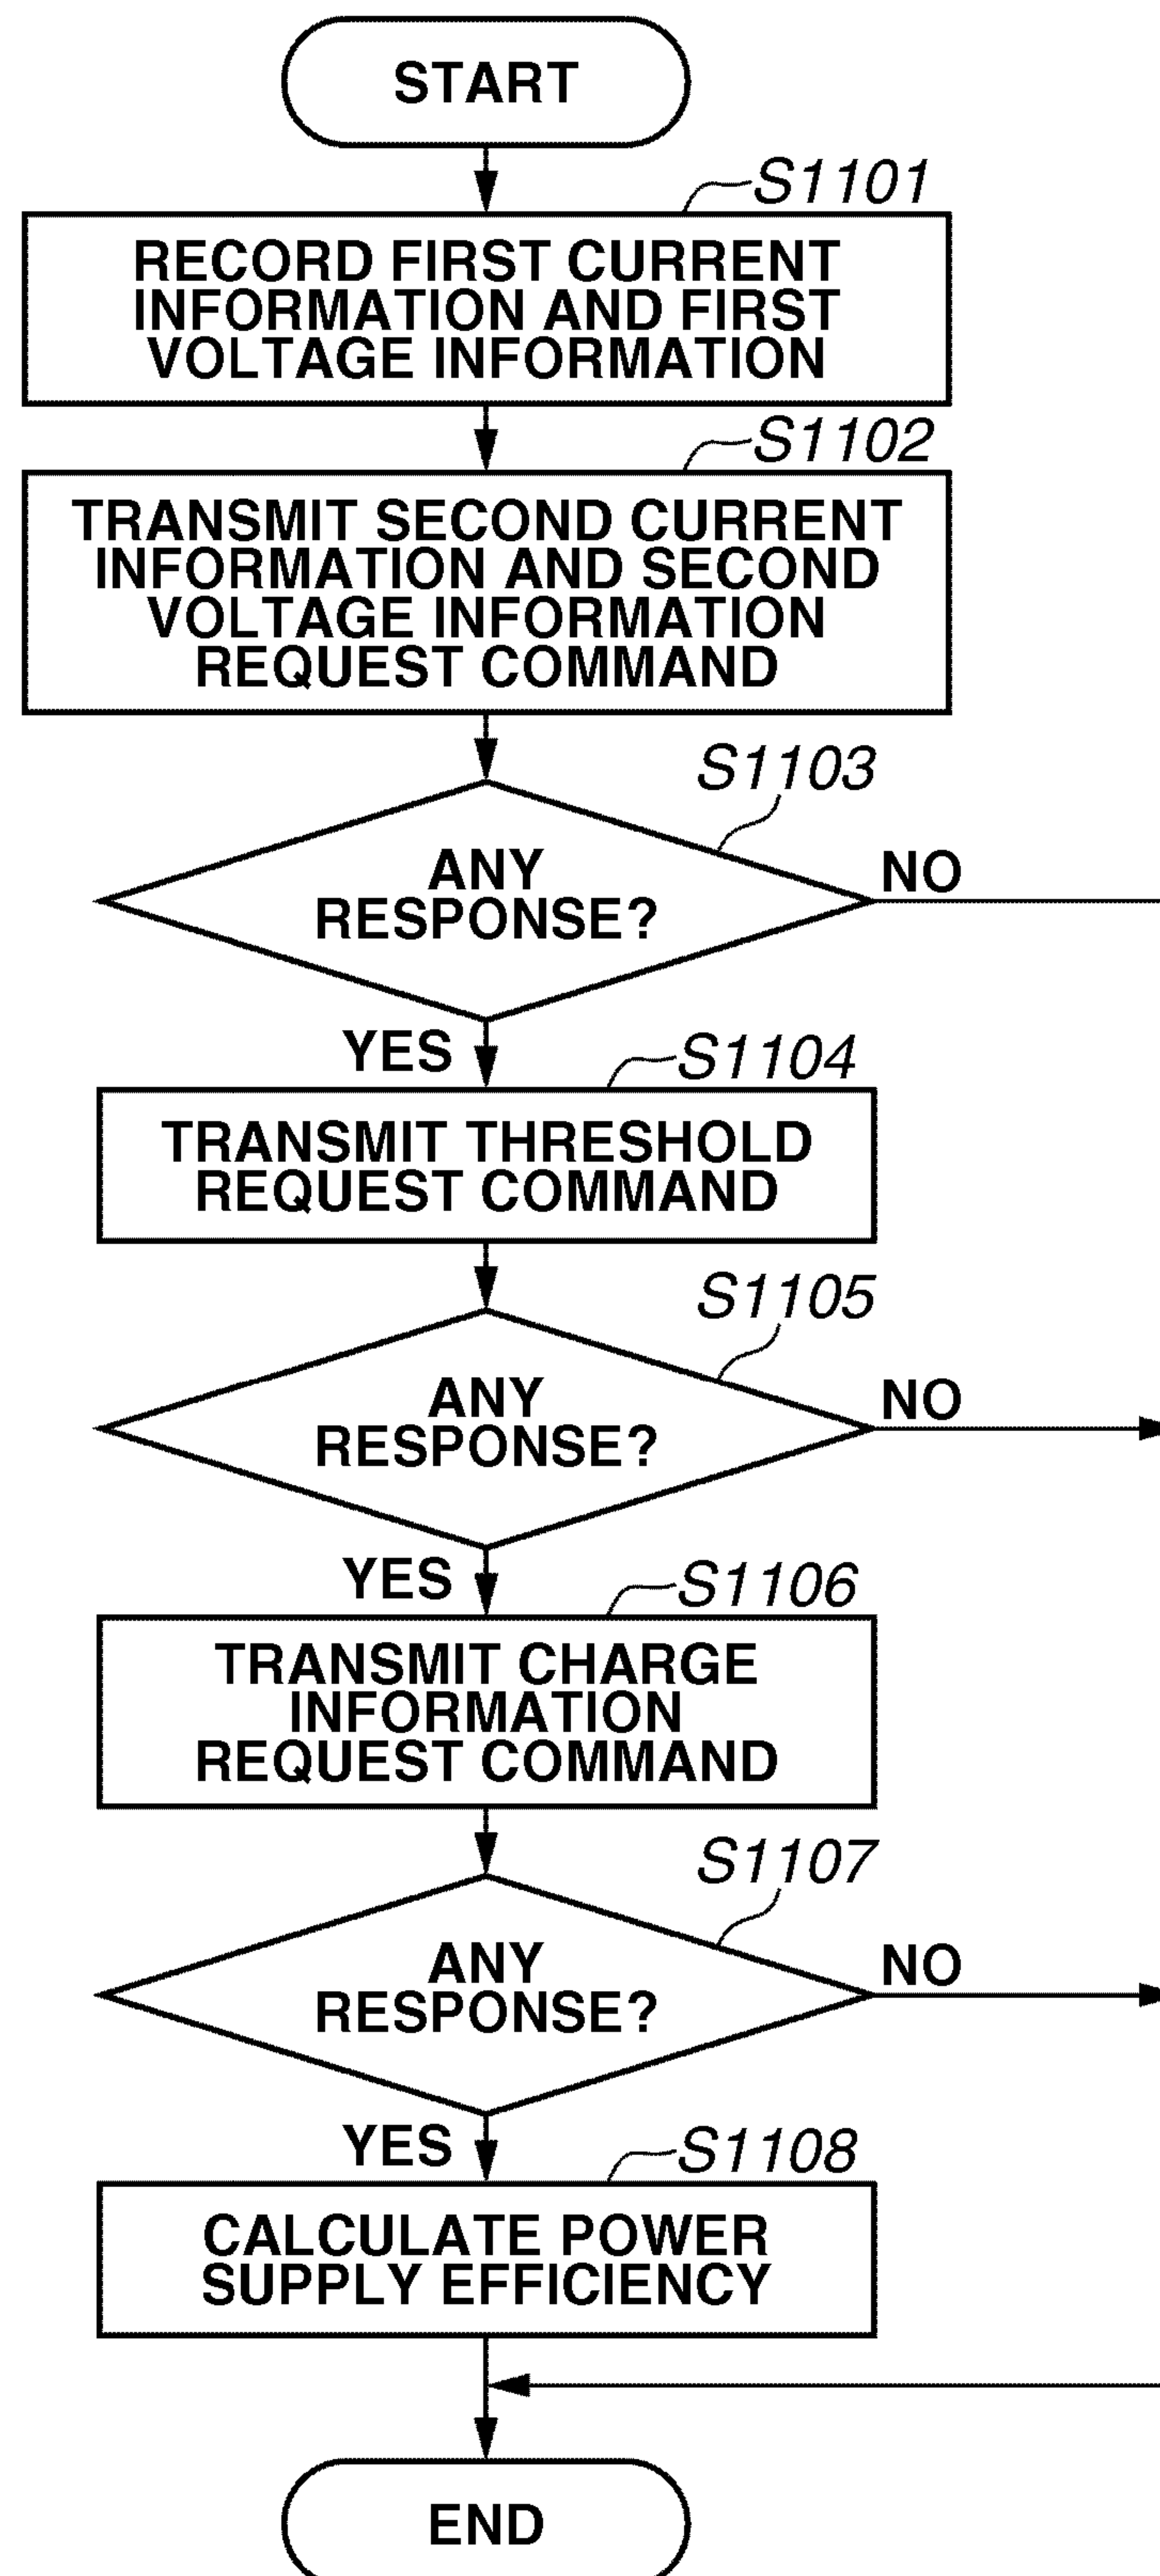 START
S1101
RECORD FIRST CURRENT
INFORMATION AND FIRST
VOLTAGE INFORMATION
S1102
TRANSMIT SECOND CURRENT
INFORMATION AND SECOND
VOLTAGE INFORMATION
REQUEST COMMAND
S1103
ANY
RESPONSE?
NO
YES
S1104
TRANSMIT THRESHOLD
REQUEST COMMAND
S1105
ANY
RESPONSE?
NO
YES
S1106
TRANSMIT CHARGE
INFORMATION
REQUEST COMMAND
S1107
ANY
RESPONSE?
NO
YES
S1108
CALCULATE POWER
SUPPLY EFFICIENCY
END